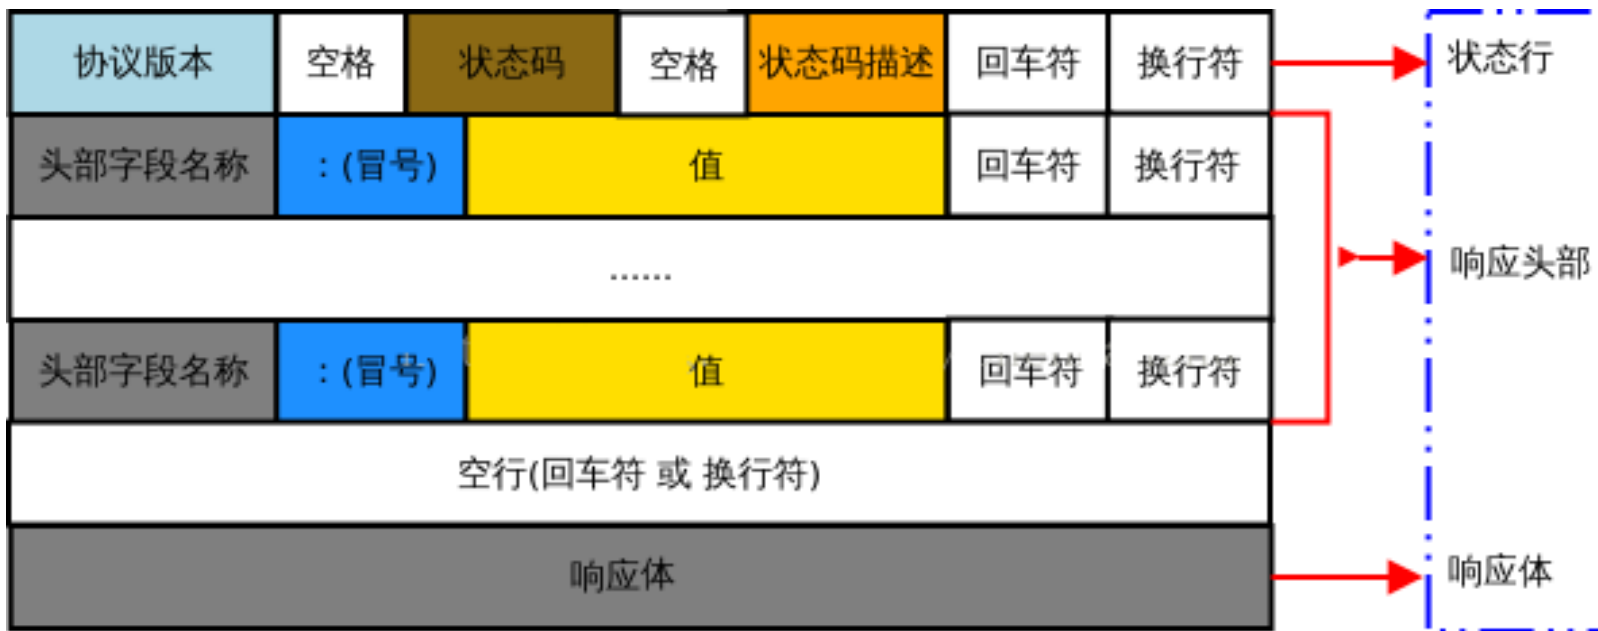 协议版本 空格 状态码 空格 状态码描述 回车符 换行符 状态行
头部字段名称 : (冒号) 值 回车符 换行符
...... 响应头部
头部字段名称 : (冒号) 值 回车符 换行符
空行(回车符 或 换行符)
响应体 响应体